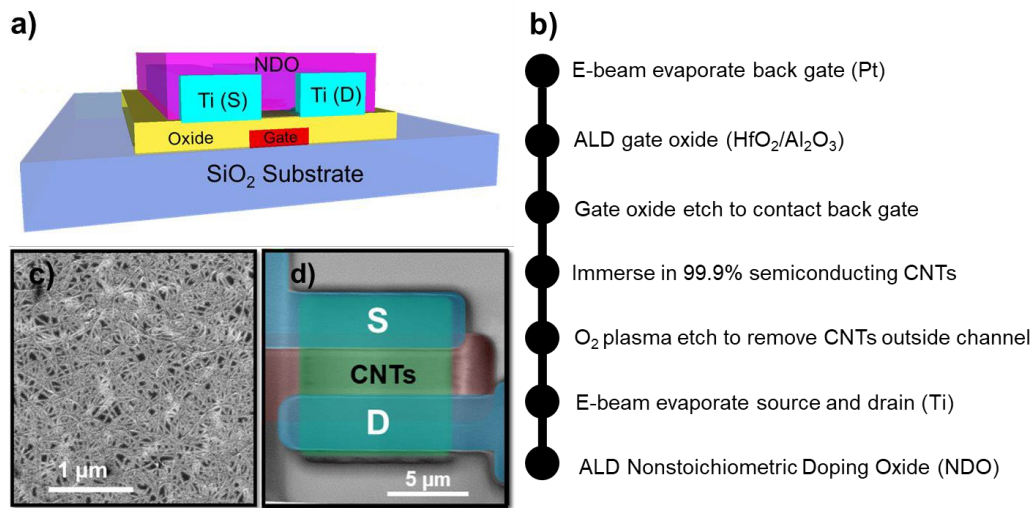 a)
NDO
Ti (S)
Ti (D)
Oxide
Gate
SiO₂ Substrate
b)
E-beam evaporate back gate (Pt)
ALD gate oxide (HfO₂/Al₂O₃)
Gate oxide etch to contact back gate
Immerse in 99.9% semiconducting CNTs
O₂ plasma etch to remove CNTs outside channel
E-beam evaporate source and drain (Ti)
ALD Nonstoichiometric Doping Oxide (NDO)
c)
1 µm
d)
S
CNTs
D
5 µm